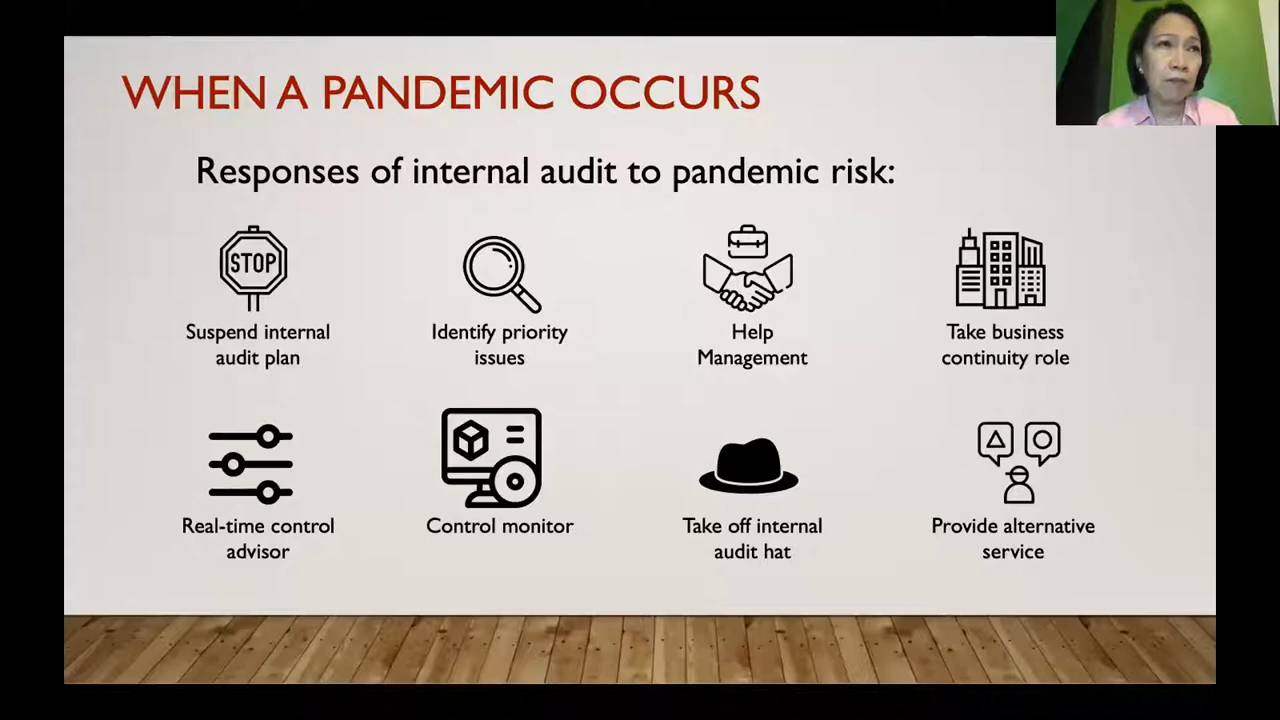 WHEN A PANDEMIC OCCURS
Responses of internal audit to pandemic risk:
STOP
Suspend internal
audit plan
Identify priority
issues
Help
Management
Take business
continuity role
Real-time control
advisor
Control monitor
Take off internal
audit hat
Provide alternative
service